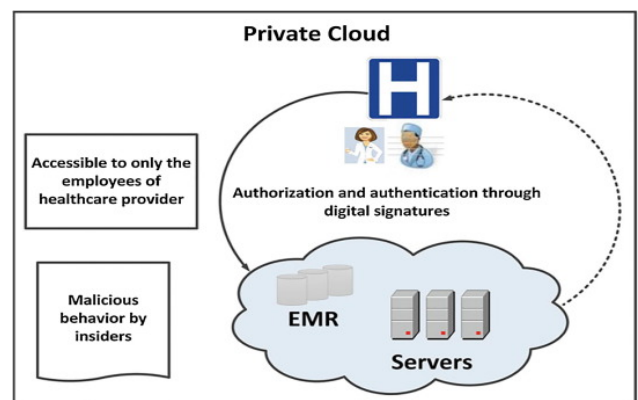 Private Cloud
H
Accessible to only the
employees of
healthcare provider
Authorization and authentication through
digital signatures
Malicious
behavior by
insiders
EMR
Servers